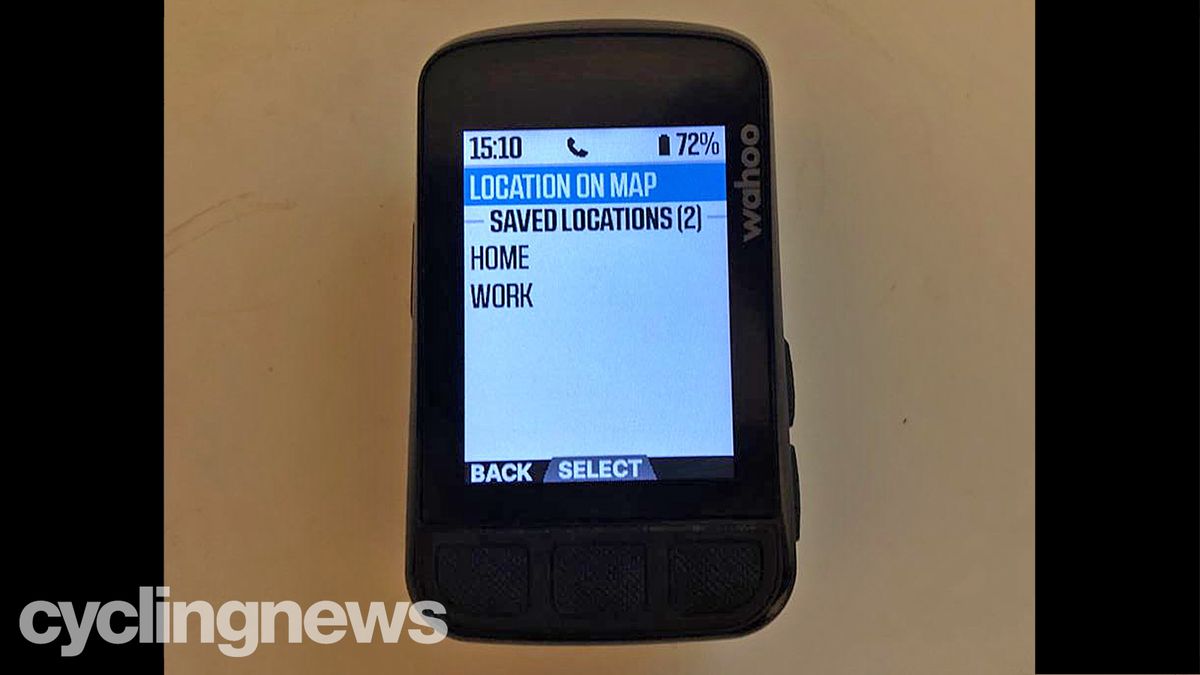 15:10 72%
LOCATION ON MAP
SAVED LOCATIONS (2)
HOME
WORK
BACK SELECT
wahoo
cyclingnews